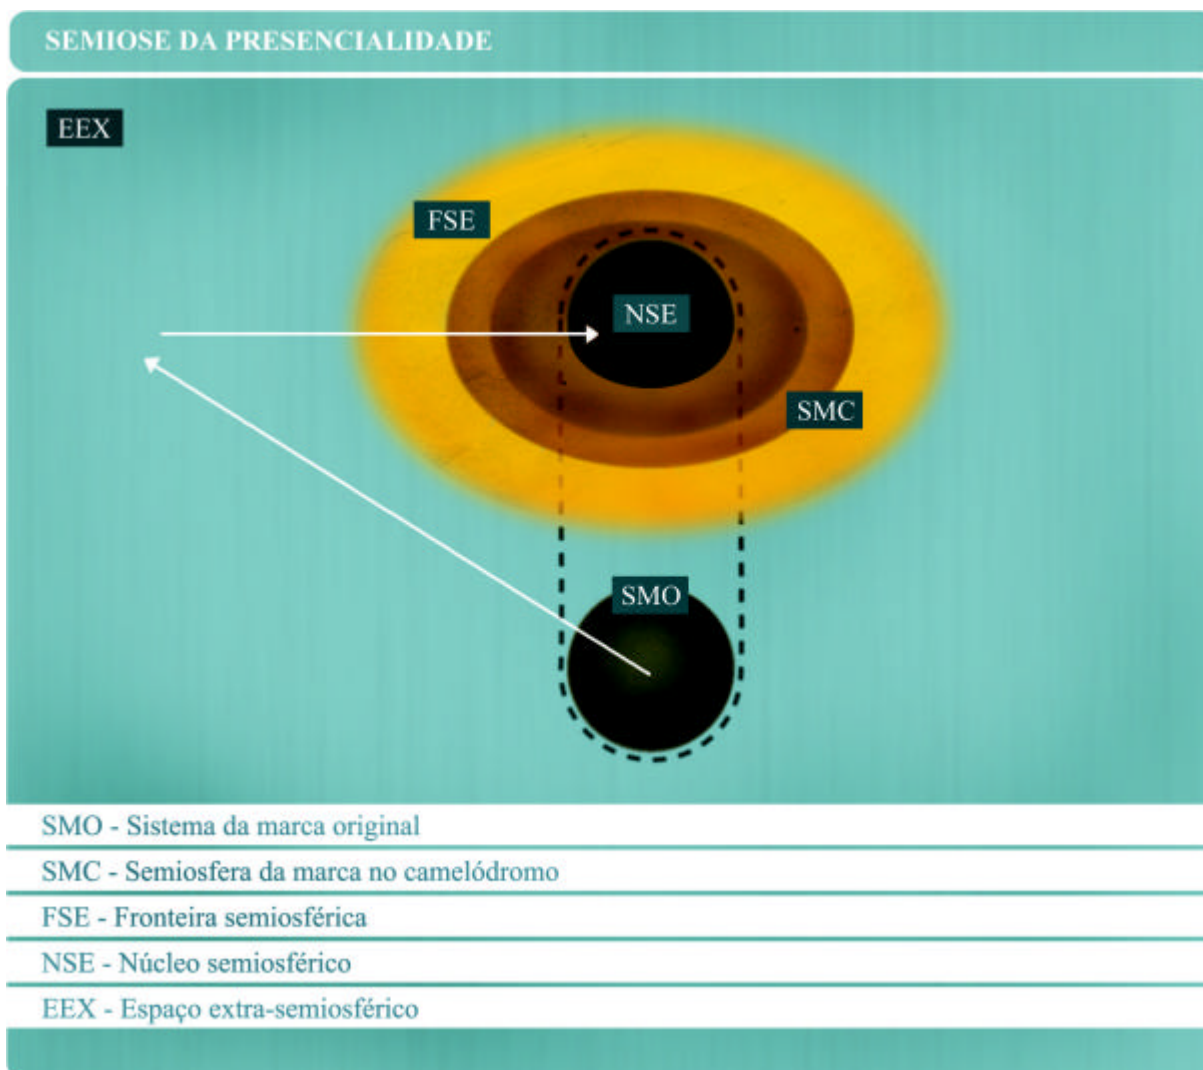 SEMIOSE DA PRESENCIALIDADE
EEX
FSE
NSE
SMC
SMO
SMO - Sistema da marca original
SMC - Semiosfera da marca no camelódromo
FSE - Fronteira semiosférica
NSE - Núcleo semiosférico
EEX - Espaço extra-semiosférico